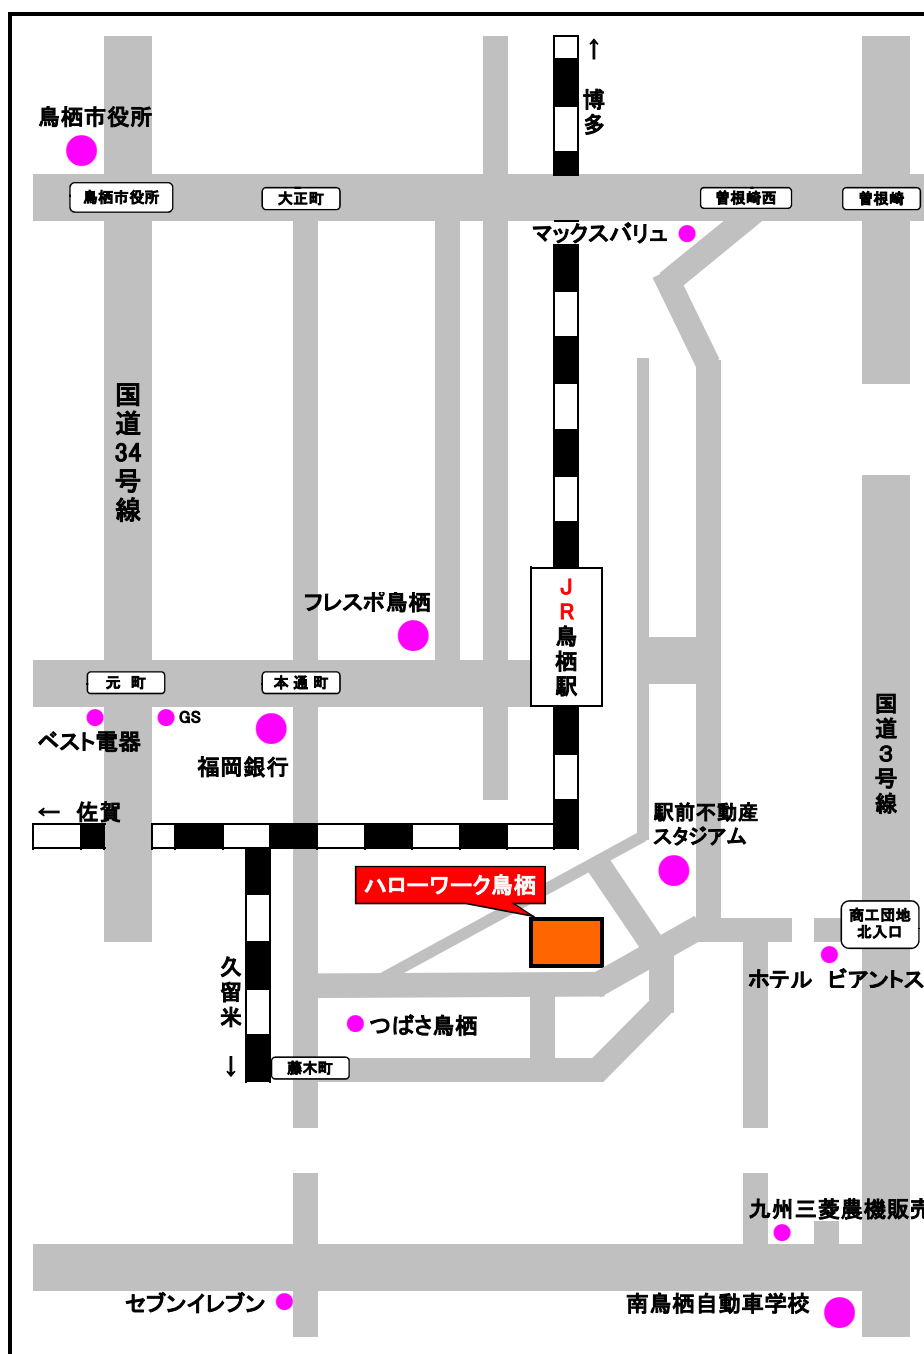 ↑
博多
鳥栖市役所
鳥栖市役所
大正町
曽根崎西
曽根崎
マックスバリュ
国道34号線
JR鳥栖駅
フレスポ鳥栖
元町
本通町
GS
ベスト電器
福岡銀行
国道3号線
← 佐賀
駅前不動産
スタジアム
ハローワーク鳥栖
商工団地
北入口
久留米
↓
ホテル ビアントス
つばさ鳥栖
藤木町
九州三菱農機販売
セブンイレブン
南鳥栖自動車学校